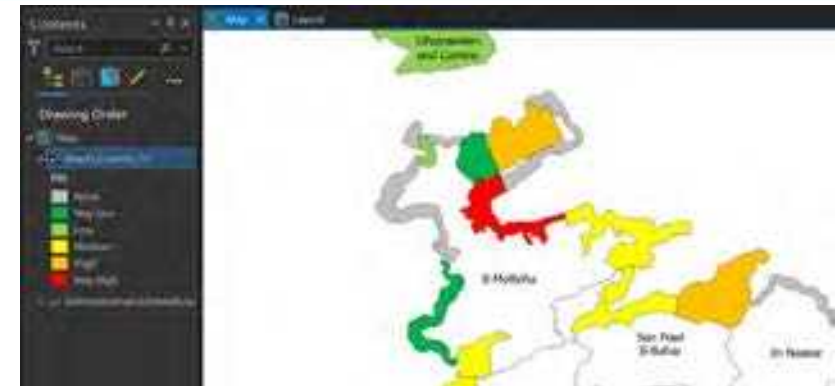 Contents
Map
Layout
Search
Drawing Order
Map
None
Very Low
Low
Medium
High
Very High
and Comino
Il-Mellieħa
San Pawl
il-Baħar
In-Naxxar